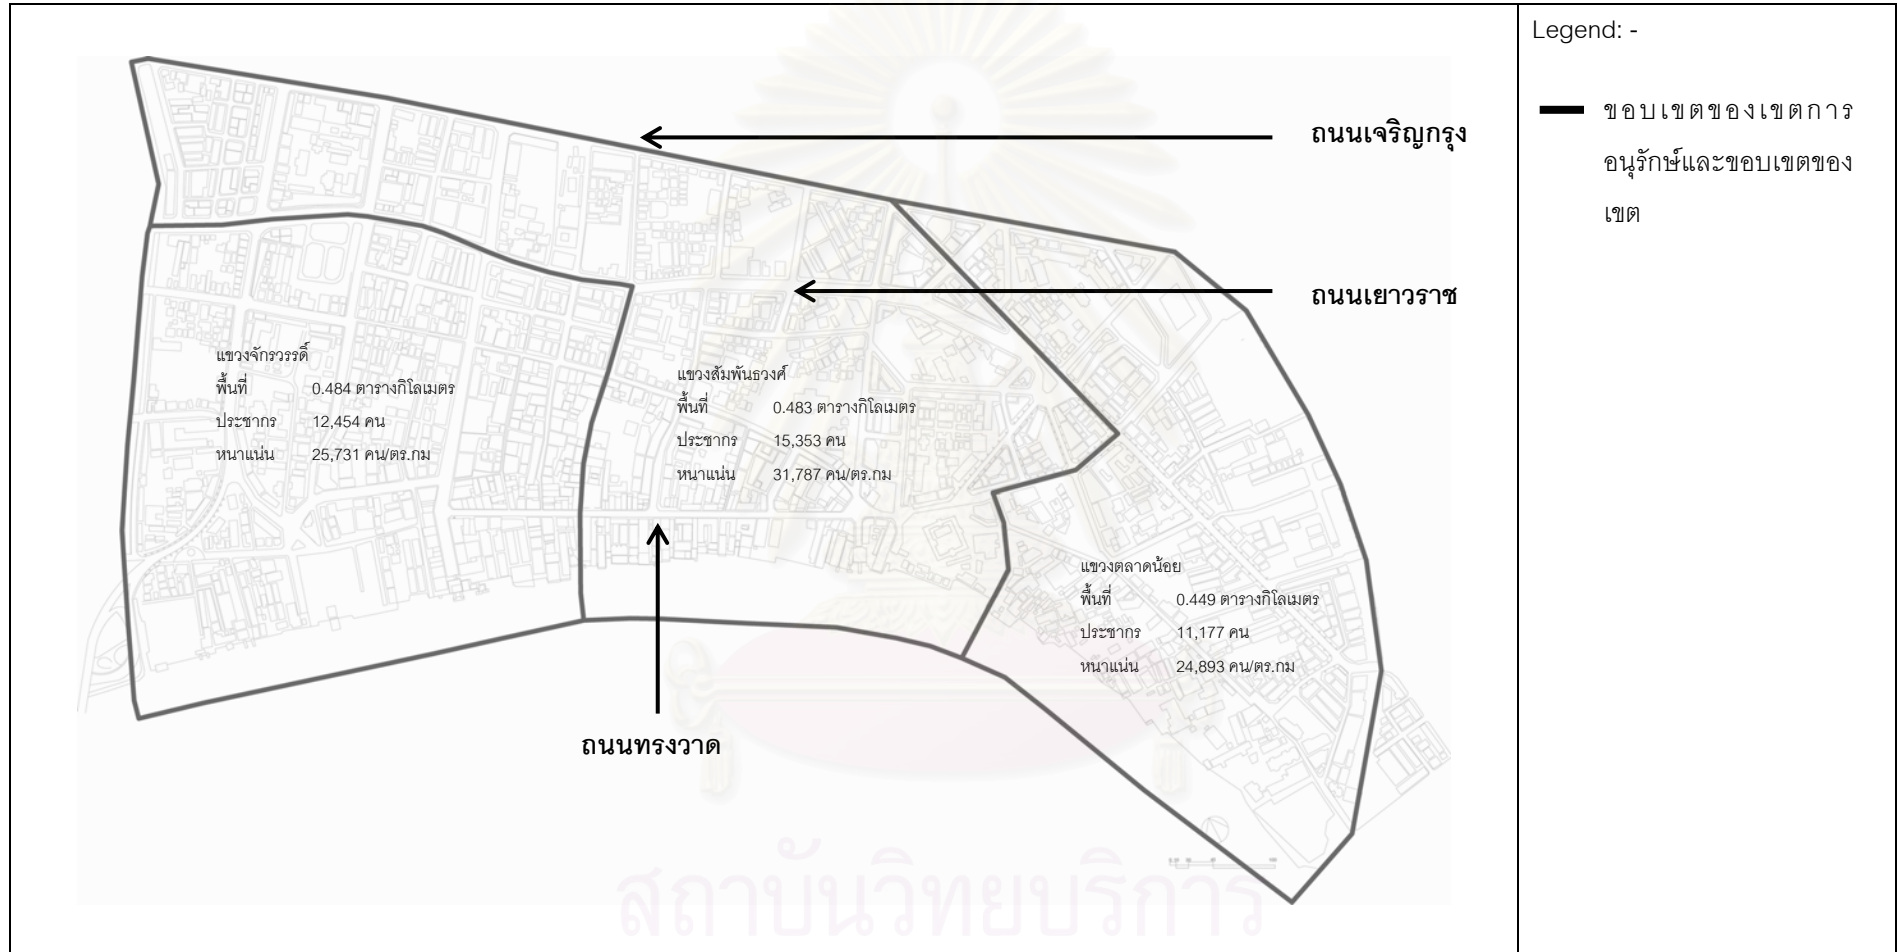 Legend: -
ขอบเขตของเขตการ
อนุรักษ์และขอบเขตของ
เขต
ถนนเจริญกรุง
ถนนเยาวราช
แขวงจักรวรรดิ์
พื้นที่ 0.484 ตารางกิโลเมตร
ประชากร 12,454 คน
หนาแน่น 25,731 คน/ตร.กม
แขวงสัมพันธวงศ์
พื้นที่ 0.483 ตารางกิโลเมตร
ประชากร 15,353 คน
หนาแน่น 31,787 คน/ตร.กม
แขวงตลาดน้อย
พื้นที่ 0.449 ตารางกิโลเมตร
ประชากร 11,177 คน
หนาแน่น 24,893 คน/ตร.กม
ถนนทรงวาด
สถาบันวิทยบริการ